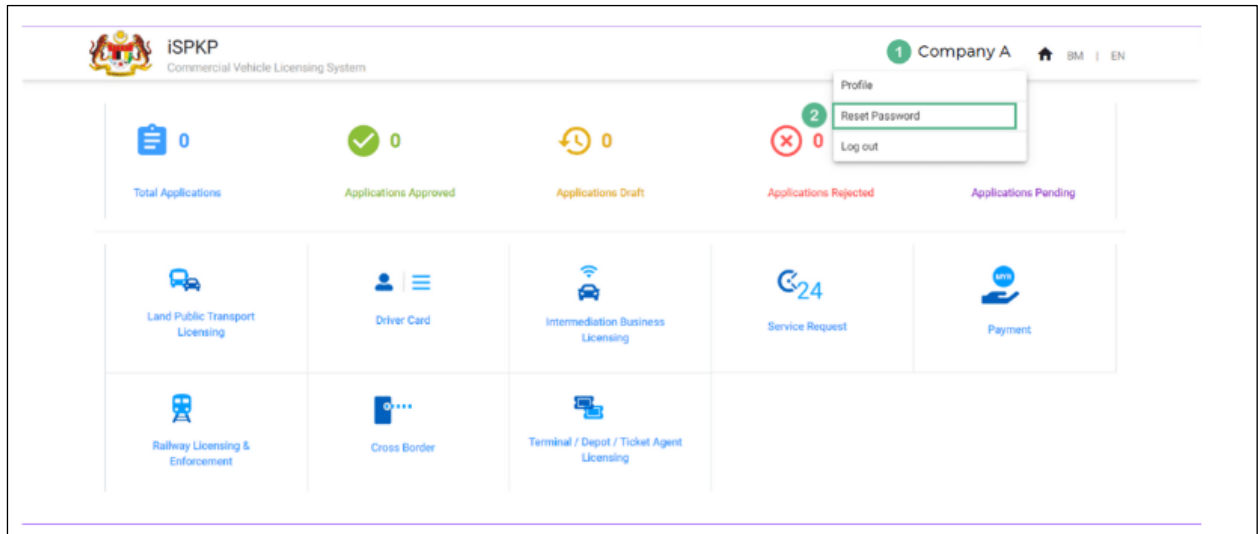 iSPKP
Commercial Vehicle Licensing System
1 Company A
BM | EN
Profile
2 Reset Password
Log out
0
0
0
0
Total Applications
Applications Approved
Applications Draft
Applications Rejected
Applications Pending
24
MYR
Land Public Transport
Licensing
Driver Card
Intermediation Business
Licensing
Service Request
Payment
Railway Licensing &
Enforcement
Cross Border
Terminal / Depot / Ticket Agent
Licensing